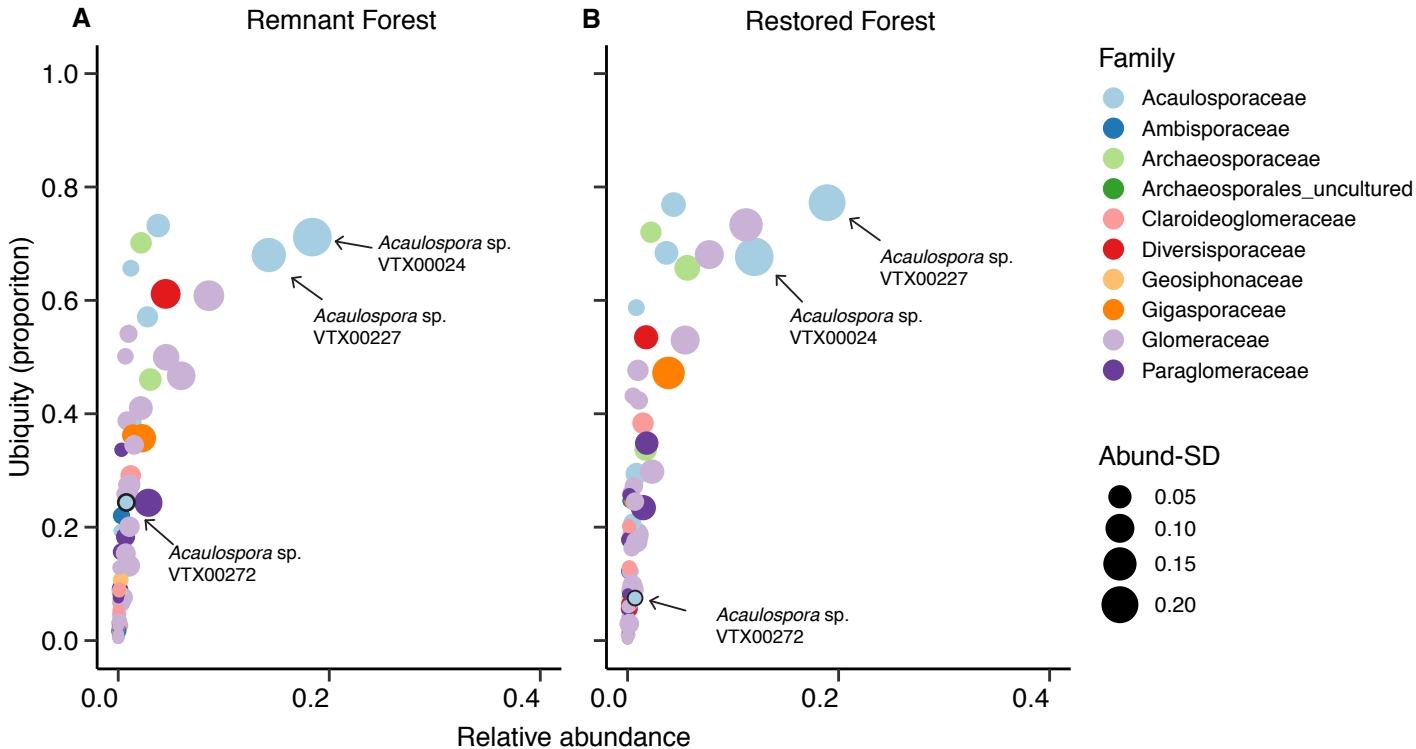 A
Remnant Forest
B
Restored Forest
Ubiquity (proporiton)
1.0
0.8
0.6
0.4
0.2
0.0
Acaulospora sp.
VTX00024
Acaulospora sp.
VTX00227
Acaulospora sp.
VTX00272
0.0
0.2
0.4
Acaulospora sp.
VTX00227
Acaulospora sp.
VTX00024
Acaulospora sp.
VTX00272
0.0
0.2
0.4
Relative abundance
Family
Acaulosporaceae
Ambisporaceae
Archaeosporaceae
Archaeosporales_uncultured
Claroideoglomeraceae
Diversisporaceae
Geosiphonaceae
Gigasporaceae
Glomeraceae
Paraglomeraceae
Abund-SD
0.05
0.10
0.15
0.20